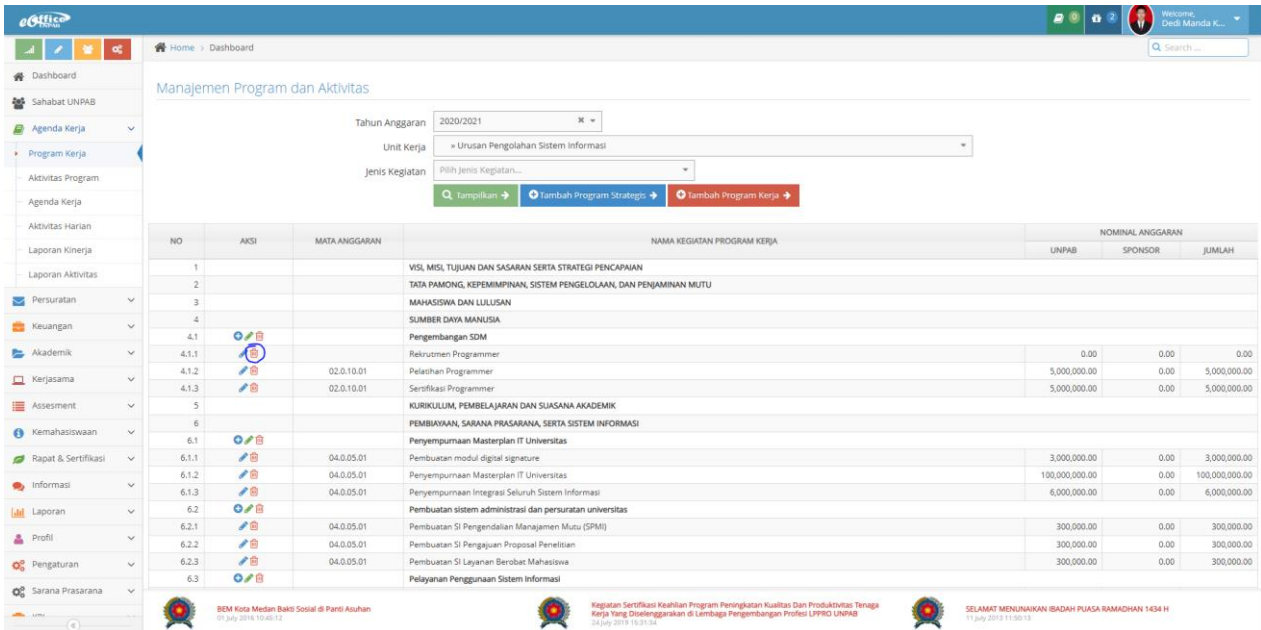 eOffice
UNPAB
0
2
Welcome,
Dedi Manda K...
Home > Dashboard
Search ...
Dashboard
Sahabat UNPAB
Agenda Kerja
Program Kerja
Aktivitas Program
Agenda Kerja
Aktivitas Harian
Laporan Kinerja
Laporan Aktivitas
Persuratan
Keuangan
Akademik
Kerjasama
Assesment
Kemahasiswaan
Rapat & Sertifikasi
Informasi
Laporan
Profil
Pengaturan
Sarana Prasarana
Manajemen Program dan Aktivitas
Tahun Anggaran 2020/2021
Unit Kerja » Urusan Pengolahan Sistem Informasi
Jenis Kegiatan Pilih Jenis Kegiatan...
Tampilkan Tambah Program Strategis Tambah Program Kerja
NO AKSI MATA ANGGARAN NAMA KEGIATAN PROGRAM KERJA NOMINAL ANGGARAN
UNPAB SPONSOR JUMLAH
1 VISI, MISI, TUJUAN DAN SASARAN SERTA STRATEGI PENCAPAIAN
2 TATA PAMONG, KEPEMIMPINAN, SISTEM PENGELOLAAN, DAN PENJAMINAN MUTU
3 MAHASISWA DAN LULUSAN
4 SUMBER DAYA MANUSIA
4.1 Pengembangan SDM
4.1.1 Rekrutmen Programmer 0.00 0.00 0.00
4.1.2 02.0.10.01 Pelatihan Programmer 5,000,000.00 0.00 5,000,000.00
4.1.3 02.0.10.01 Sertifikasi Programmer 5,000,000.00 0.00 5,000,000.00
5 KURIKULUM, PEMBELAJARAN DAN SUASANA AKADEMIK
6 PEMBIAYAAN, SARANA PRASARANA, SERTA SISTEM INFORMASI
6.1 Penyempurnaan Masterplan IT Universitas
6.1.1 04.0.05.01 Pembuatan modul digital signature 3,000,000.00 0.00 3,000,000.00
6.1.2 04.0.05.01 Penyempurnaan Masterplan IT Universitas 100,000,000.00 0.00 100,000,000.00
6.1.3 04.0.05.01 Penyempurnaan Integrasi Seluruh Sistem Informasi 6,000,000.00 0.00 6,000,000.00
6.2 Pembuatan sistem administrasi dan persuratan universitas
6.2.1 04.0.05.01 Pembuatan SI Pengendalian Manajamen Mutu (SPMI) 300,000.00 0.00 300,000.00
6.2.2 04.0.05.01 Pembuatan SI Pengajuan Proposal Penelitian 300,000.00 0.00 300,000.00
6.2.3 04.0.05.01 Pembuatan SI Layanan Berobat Mahasiswa 300,000.00 0.00 300,000.00
6.3 Pelayanan Penggunaan Sistem Informasi
BEM Kota Medan Bakti Sosial di Panti Asuhan
01 July 2016 10:45:12
Kegiatan Sertifikasi Keahlian Program Peningkatan Kualitas Dan Produktivitas Tenaga
Kerja Yang Diselenggarakan di Lembaga Pengembangan Profesi LPPRO UNPAB
24 July 2019 15:31:34
SELAMAT MENUNAIKAN IBADAH PUASA RAMADHAN 1434 H
11 July 2013 11:50:13